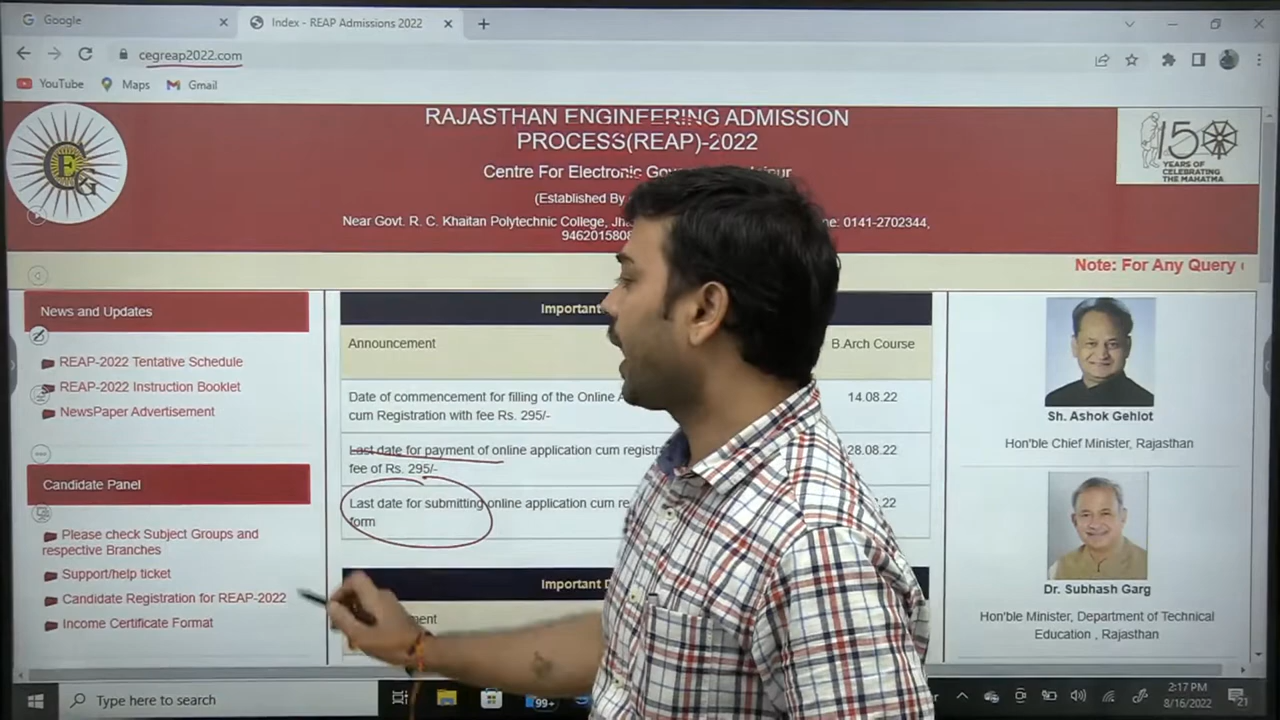 Google
Index - REAP Admissions 2022
cegreap2022.com
YouTube
Maps
Gmail
RAJASTHAN ENGINEERING ADMISSION
PROCESS(REAP)-2022
Centre For Electronic
(Established By
Near Govt. R. C. Khaitan Polytechnic College, 0141-2702344,
150
YEARS OF
CELEBRATING
THE MAHATMA
Note: For Any Query
News and Updates
REAP-2022 Tentative Schedule
REAP-2022 Instruction Booklet
NewsPaper Advertisement
Candidate Panel
Please check Subject Groups and
respective Branches
Support/help ticket
Candidate Registration for REAP-2022
Income Certificate Format
Important
Announcement
B.Arch Course
Date of commencement for filling of the Online
cum Registration with fee Rs. 295/-
14.08.22
Last date for payment of online application cum
fee of Rs. 295/-
28.08.22
Last date for submitting online application cum
form
Important
Sh. Ashok Gehlot
Hon'ble Chief Minister, Rajasthan
Dr. Subhash Garg
Hon'ble Minister, Department of Technical
Education , Rajasthan
Type here to search
99+
2:17 PM
8/16/2022
21